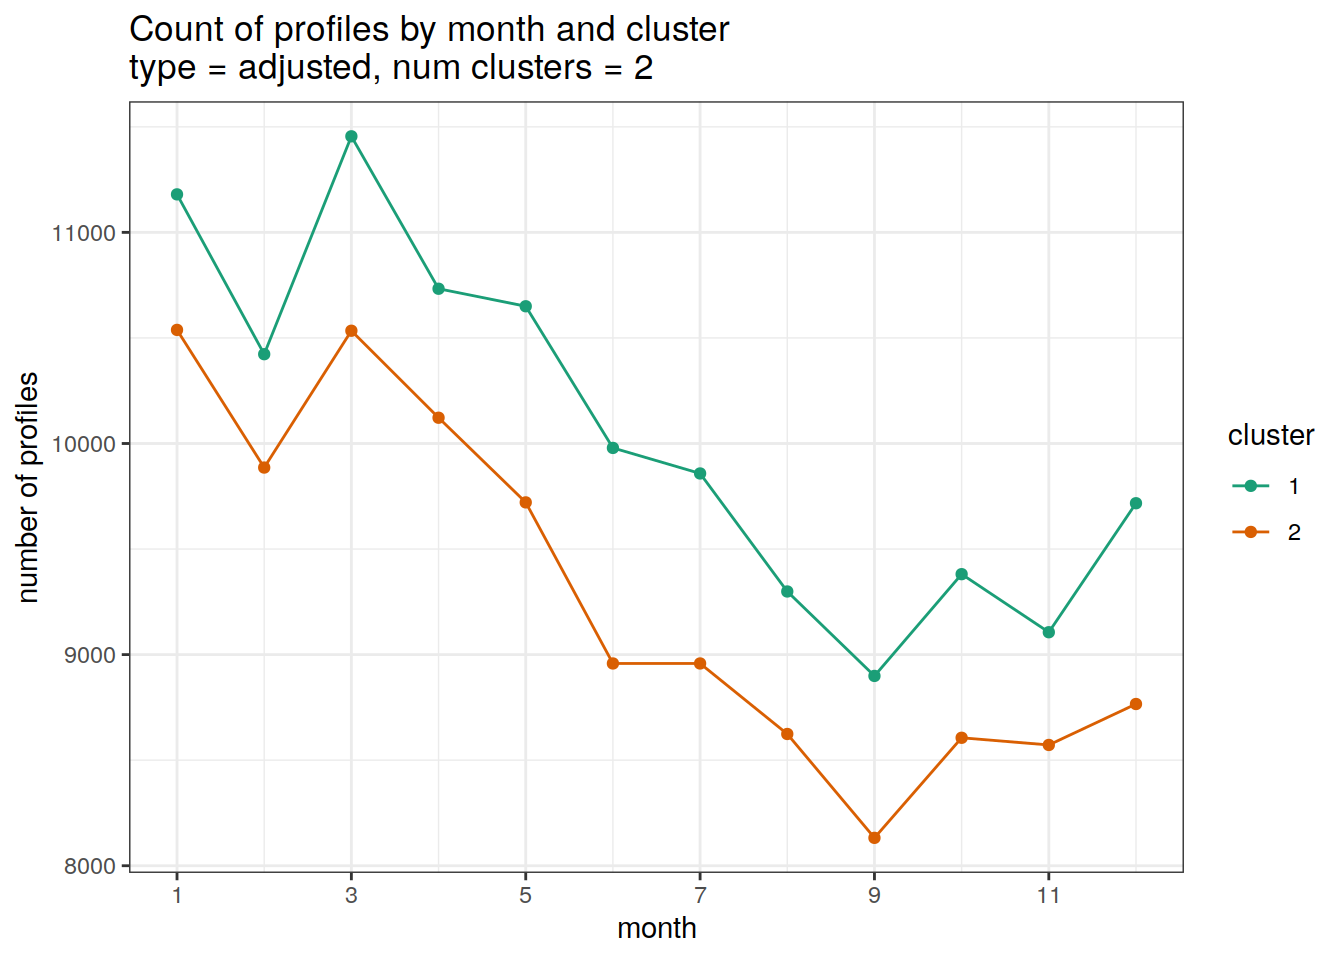 Count of profiles by month and cluster
type = adjusted, num clusters = 2
number of profiles
11000
10000
9000
8000
1
3
5
7
9
11
month
cluster
1
2